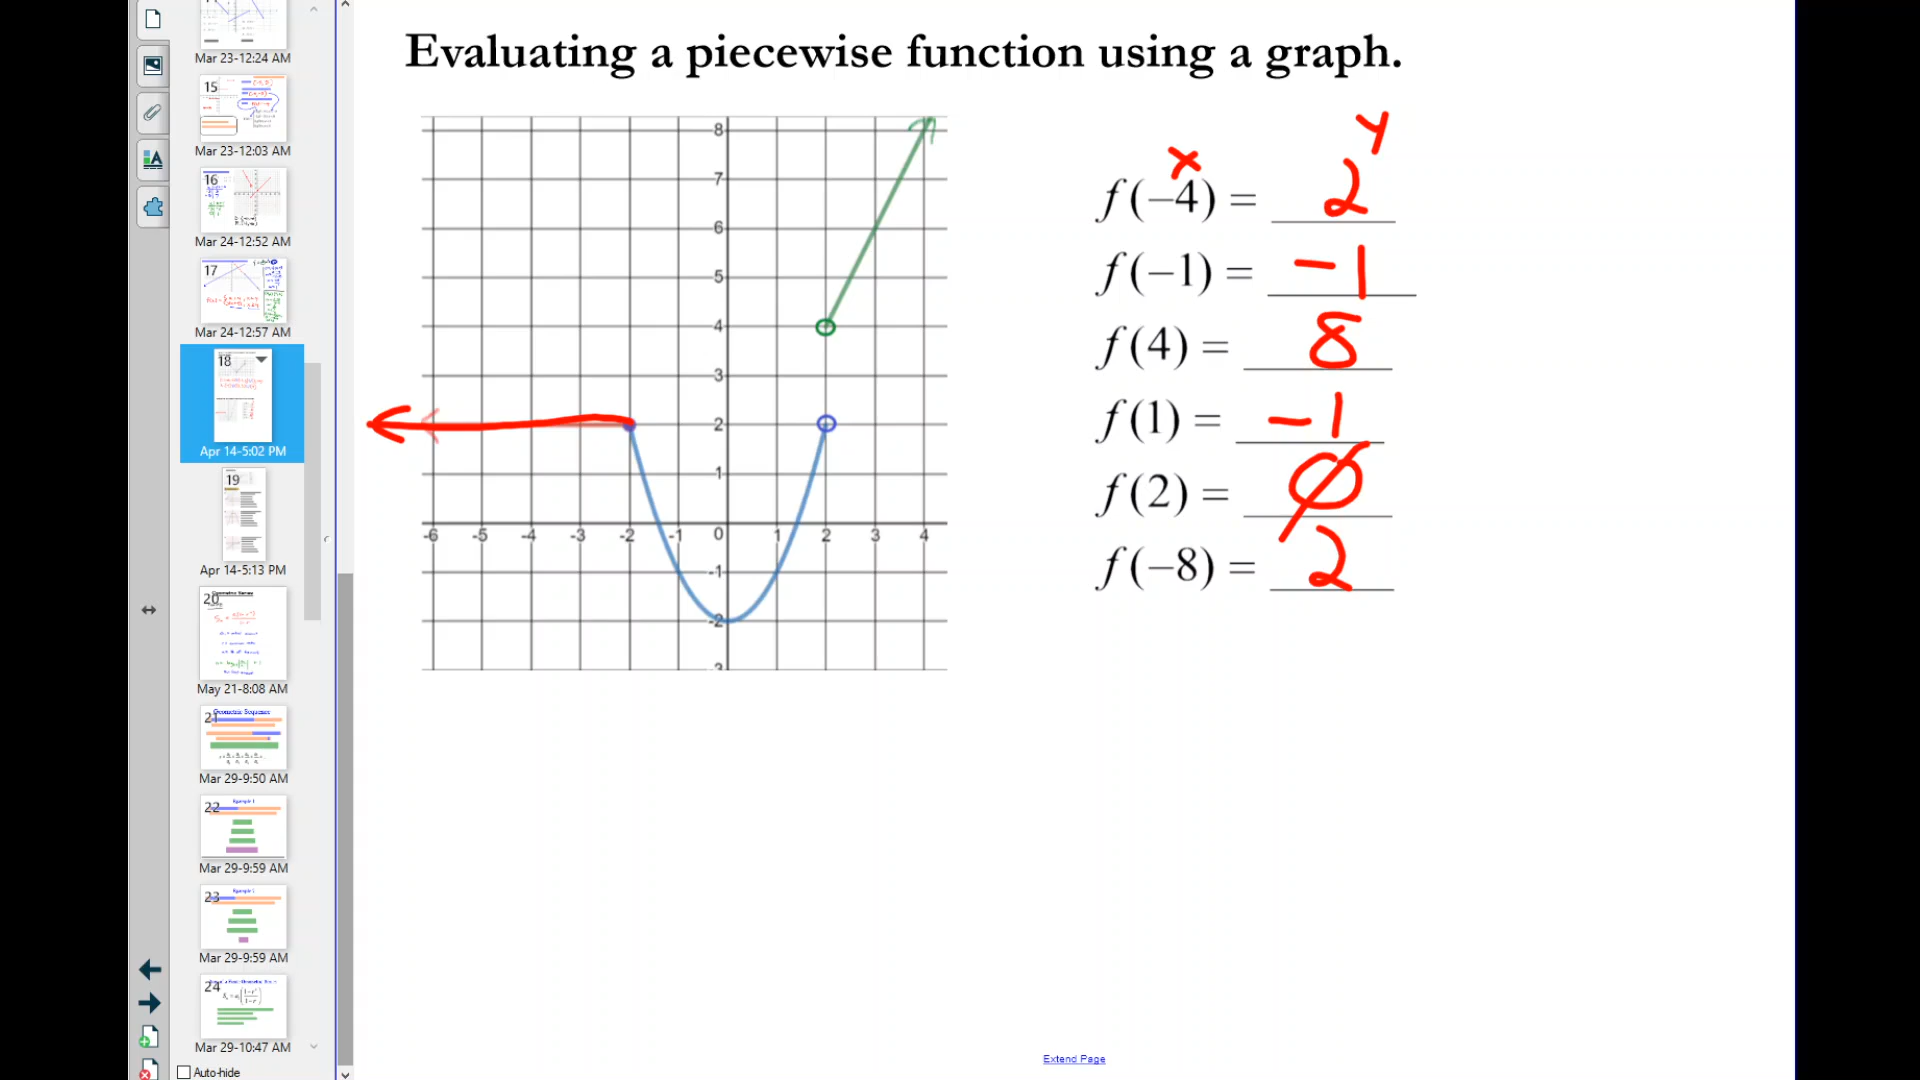 Mar 23-12:24 AM
15
Mar 23-12:03 AM
16
Mar 24-12:52 AM
17
Mar 24-12:57 AM
18
Apr 14-5:02 PM
19
Apr 14-5:13 PM
20
May 21-8:08 AM
21
Geometric Sequence
Mar 29-9:50 AM
22
Mar 29-9:59 AM
23
Mar 29-9:59 AM
24
Mar 29-10:47 AM
Auto-hide
Evaluating a piecewise function using a graph.
8
7
6
5
4
3
2
1
-6 -5 -4 -3 -2 -1 0 1 2 3 4
-1
-2
x y
f(−4) = 2
f(−1) = -1
f(4) = 8
f(1) = -1
f(2) = Ø
f(−8) = 2
Extend Page